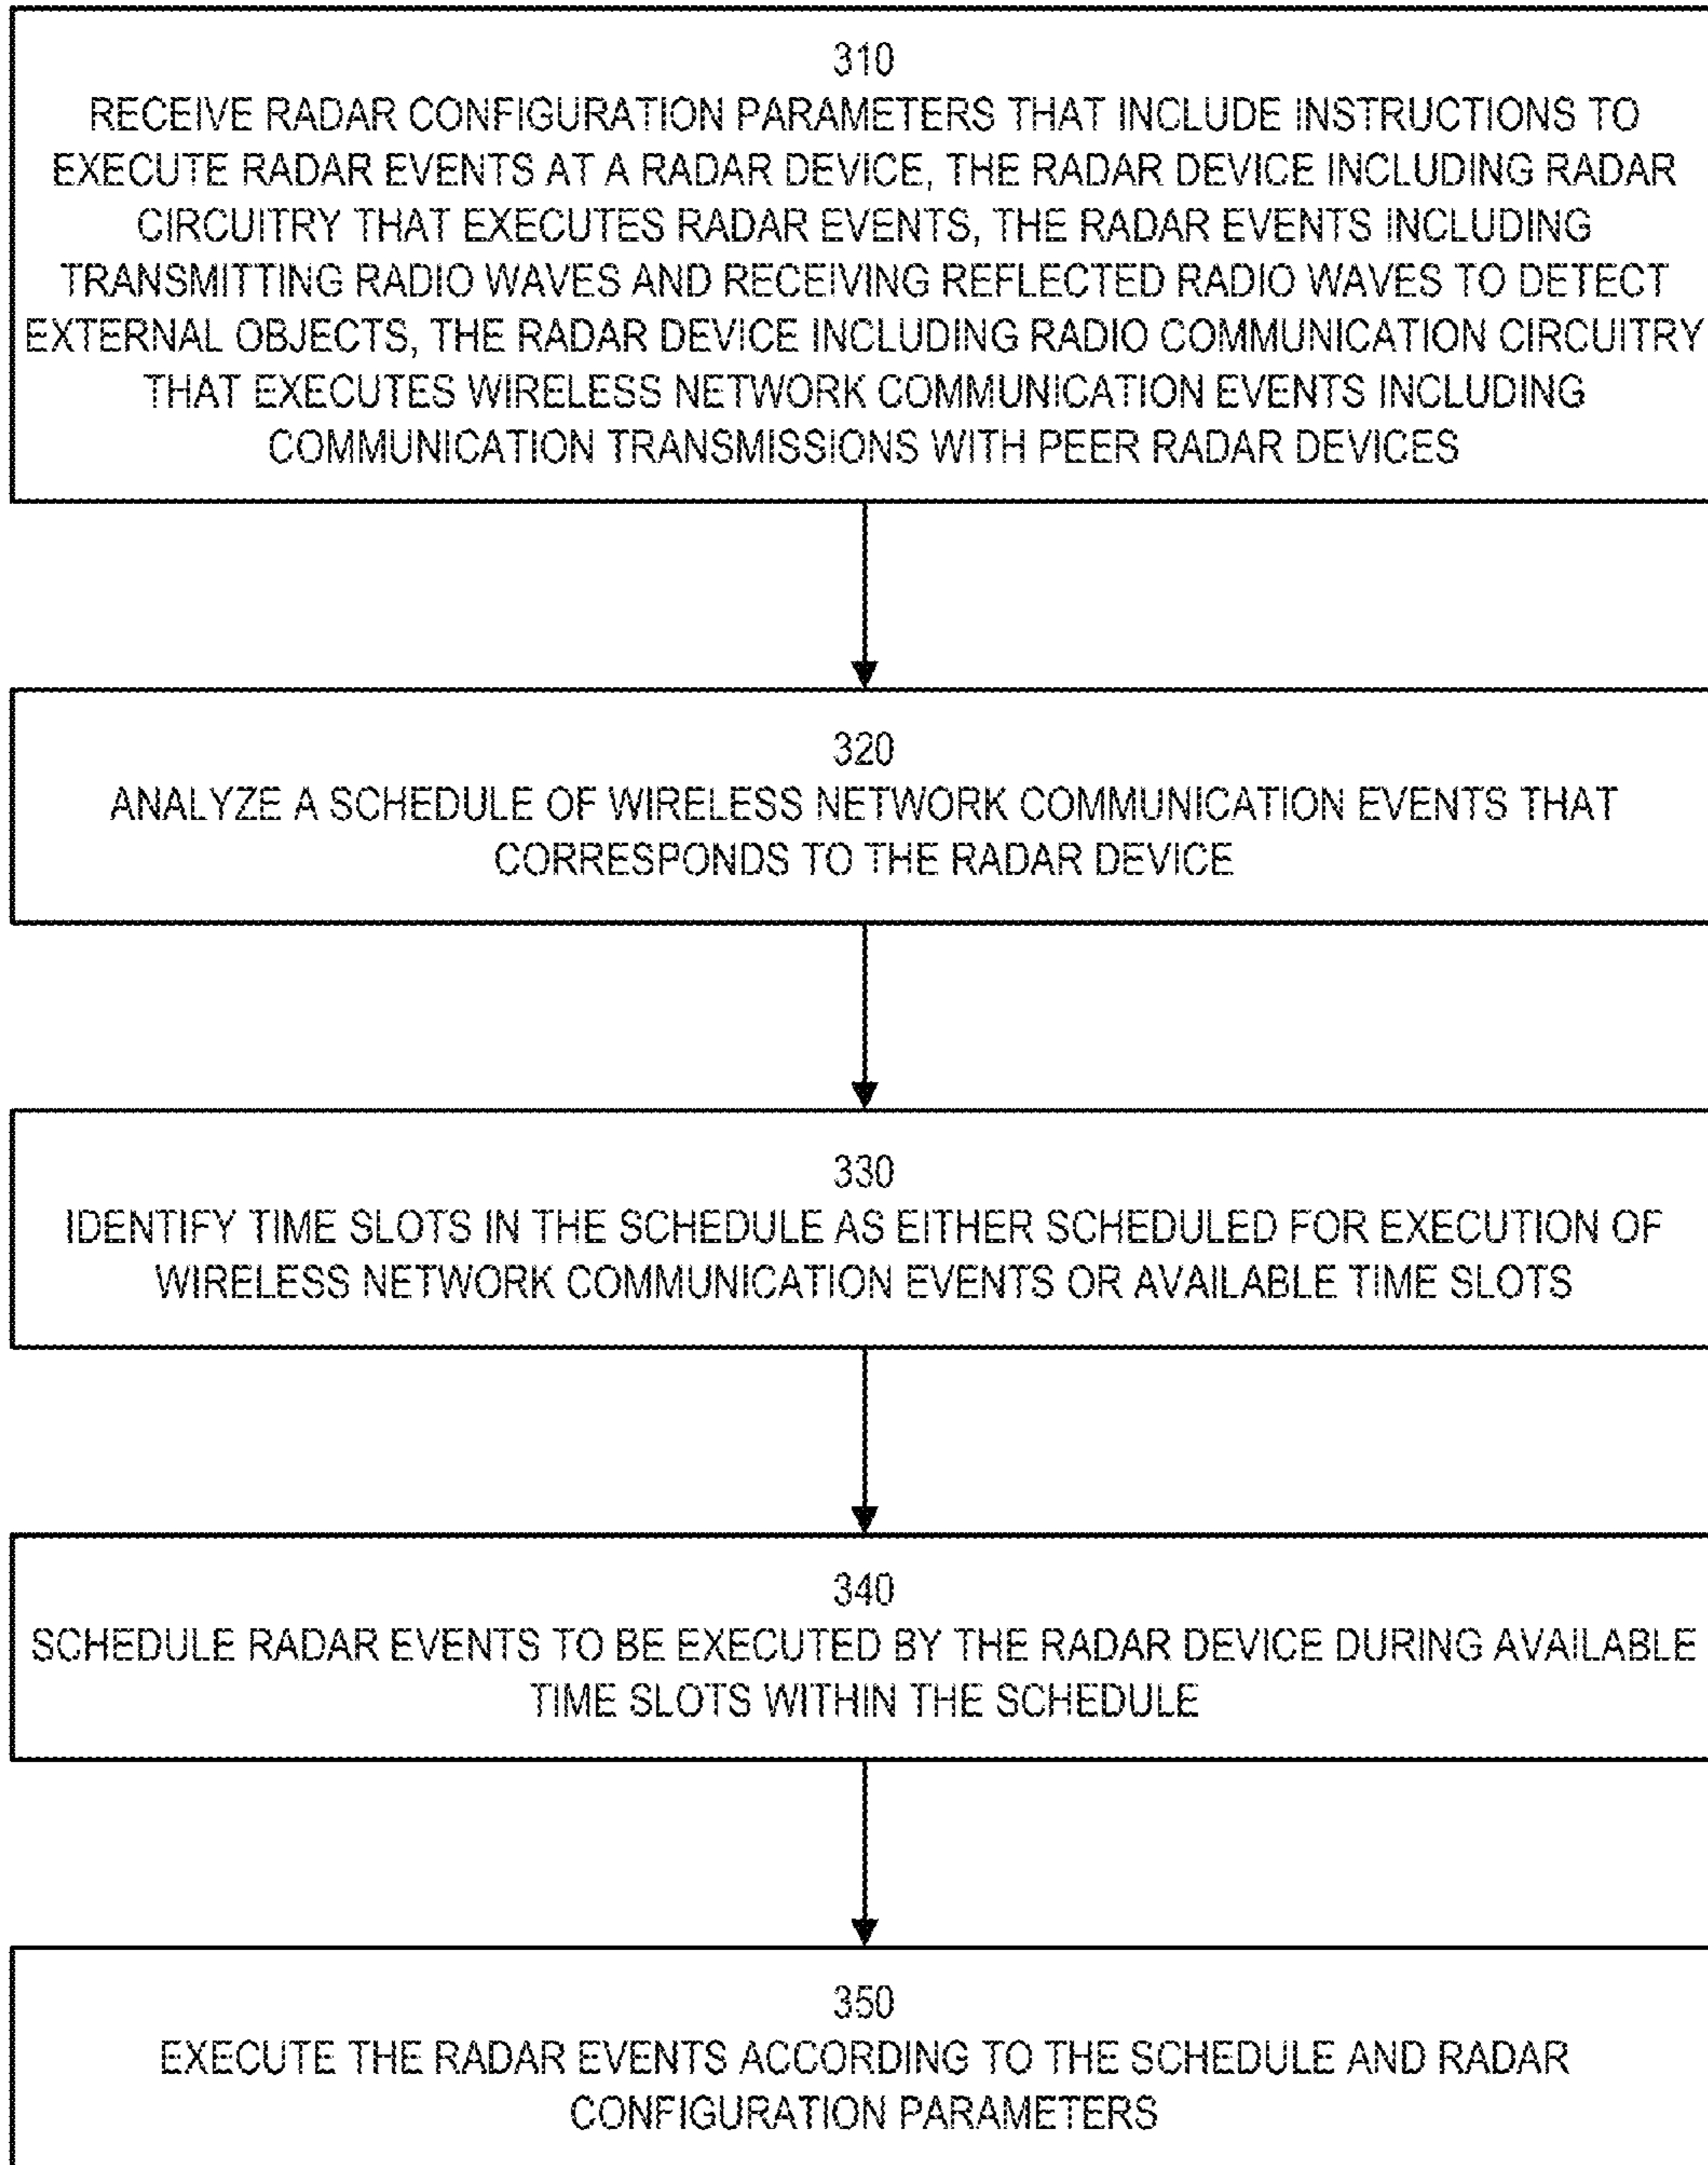 310
RECEIVE RADAR CONFIGURATION PARAMETERS THAT INCLUDE INSTRUCTIONS TO
EXECUTE RADAR EVENTS AT A RADAR DEVICE, THE RADAR DEVICE INCLUDING RADAR
CIRCUITRY THAT EXECUTES RADAR EVENTS, THE RADAR EVENTS INCLUDING
TRANSMITTING RADIO WAVES AND RECEIVING REFLECTED RADIO WAVES TO DETECT
EXTERNAL OBJECTS, THE RADAR DEVICE INCLUDING RADIO COMMUNICATION CIRCUITRY
THAT EXECUTES WIRELESS NETWORK COMMUNICATION EVENTS INCLUDING
COMMUNICATION TRANSMISSIONS WITH PEER RADAR DEVICES
320
ANALYZE A SCHEDULE OF WIRELESS NETWORK COMMUNICATION EVENTS THAT
CORRESPONDS TO THE RADAR DEVICE
330
IDENTIFY TIME SLOTS IN THE SCHEDULE AS EITHER SCHEDULED FOR EXECUTION OF
WIRELESS NETWORK COMMUNICATION EVENTS OR AVAILABLE TIME SLOTS
340
SCHEDULE RADAR EVENTS TO BE EXECUTED BY THE RADAR DEVICE DURING AVAILABLE
TIME SLOTS WITHIN THE SCHEDULE
350
EXECUTE THE RADAR EVENTS ACCORDING TO THE SCHEDULE AND RADAR
CONFIGURATION PARAMETERS